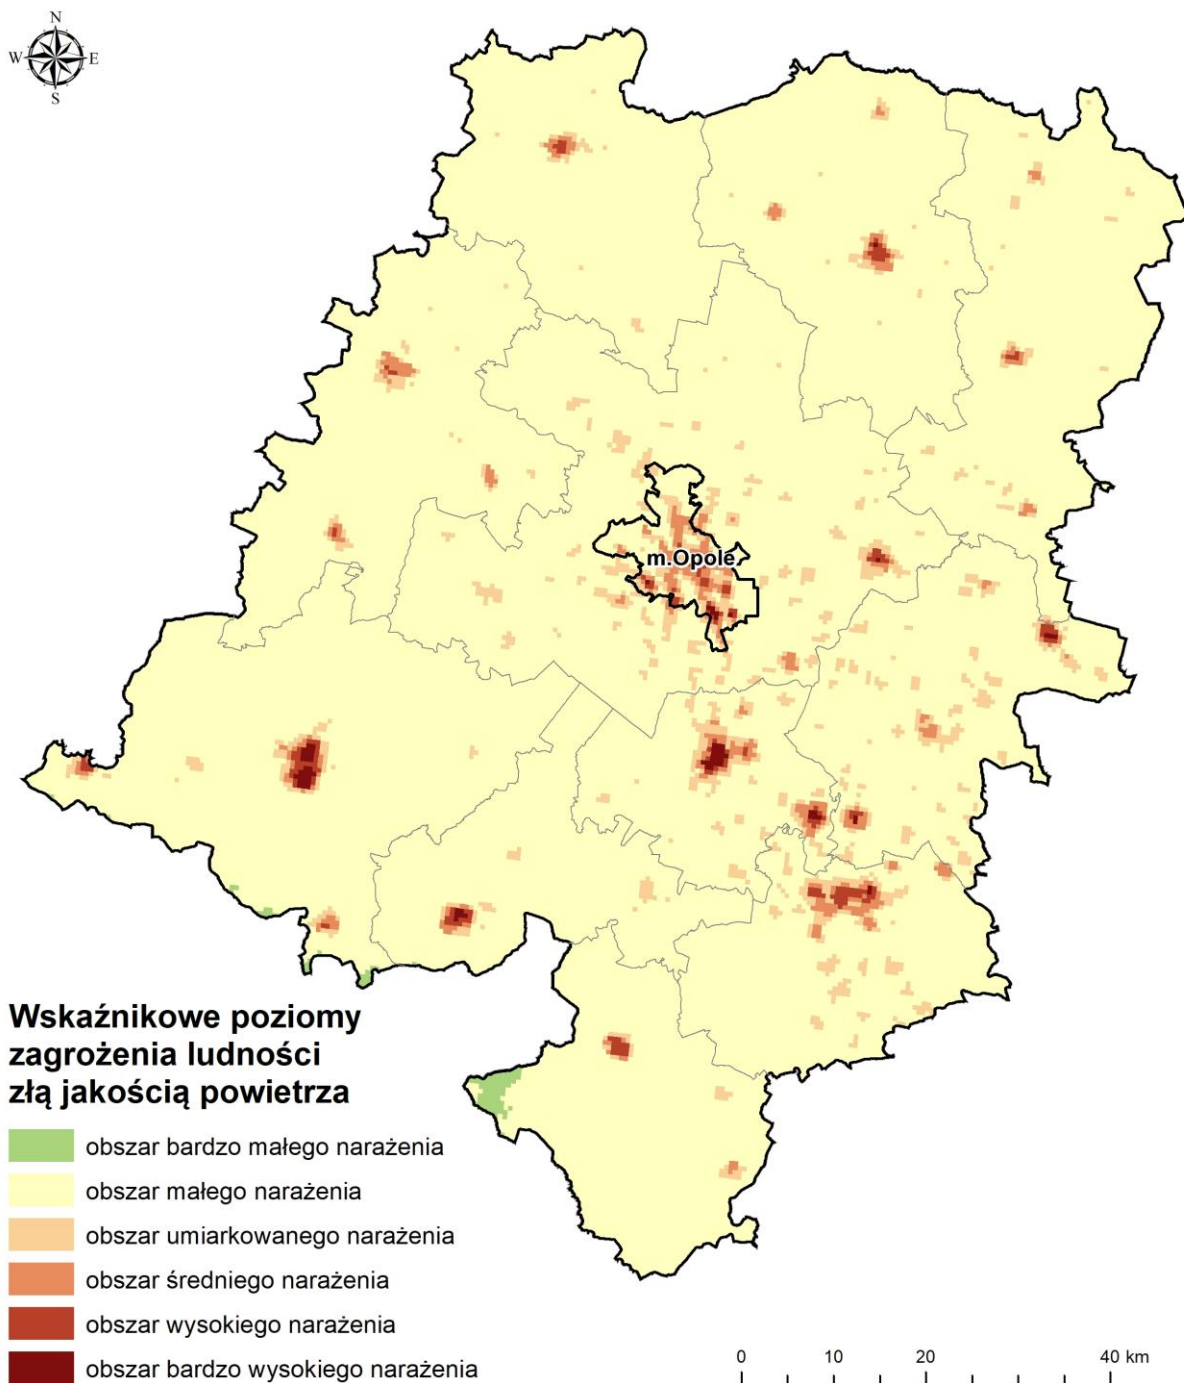 N
W E
S
m.Opole
Wskaźnikowe poziomy
zagrożenia ludności
złą jakością powietrza
obszar bardzo małego narażenia
obszar małego narażenia
obszar umiarkowanego narażenia
obszar średniego narażenia
obszar wysokiego narażenia
obszar bardzo wysokiego narażenia
0 10 20 40 km